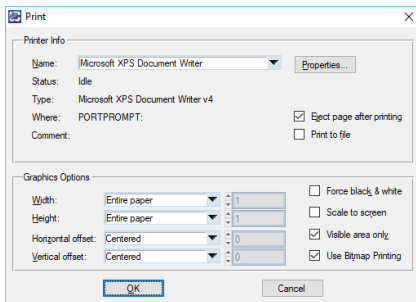 Print
Printer Info
Name: Microsoft XPS Document Writer Properties...
Status: Idle
Type: Microsoft XPS Document Writer v4
Where: PORTPROMPT: Eject page after printing
Comment: Print to file
Graphics Options
Force black & white
Width: Entire paper 1
Scale to screen
Height: Entire paper 1
Visible area only
Horizontal offset: Centered 0
Vertical offset: Centered 0 Use Bitmap Printing
OK Cancel